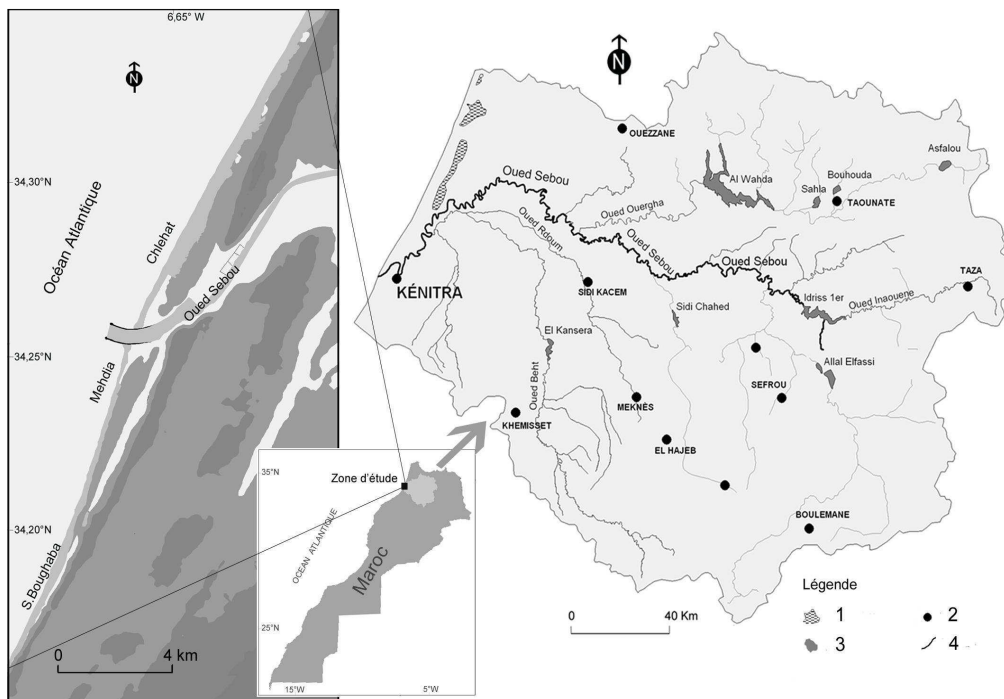 6,65° W
N
34,30°N
Océan Atlantique
Chlehat
Oued Sebou
34,25°N
Mehdia
34,20°N
S.Boughaba
0 4 km
35°N
Zone d'étude
OCEAN ATLANTIQUE
Maroc
25°N
15°W 5°W
N
OUEZZANE
Asfalou
Al Wahda
Bouhouda
Sahla
TAOUNATE
Oued Sebou
Oued Ouergha
Oued Rdoum
Oued Sebou
Oued Sebou
TAZA
KÉNITRA
SIDI KACEM
Idriss 1er
Oued Inaouene
Sidi Chahed
El Kansera
Allal Elfassi
Oued Beht
SEFROU
MEKNÈS
KHEMISSET
EL HAJEB
BOULEMANE
Légende
1 2
3 4
0 40 Km